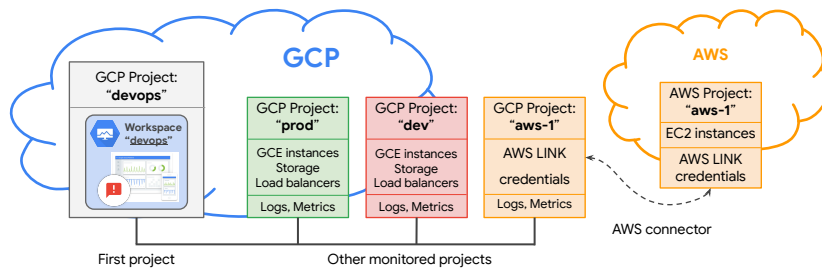 GCP
AWS
GCP Project:
“devops”
Workspace
“devops”
GCP Project:
“prod”
GCE instances
Storage
Load balancers
Logs, Metrics
GCP Project:
“dev”
GCE instances
Storage
Load balancers
Logs, Metrics
GCP Project:
“aws-1”
AWS LINK
credentials
Logs, Metrics
AWS Project:
“aws-1”
EC2 instances
AWS LINK
credentials
AWS connector
First project
Other monitored projects